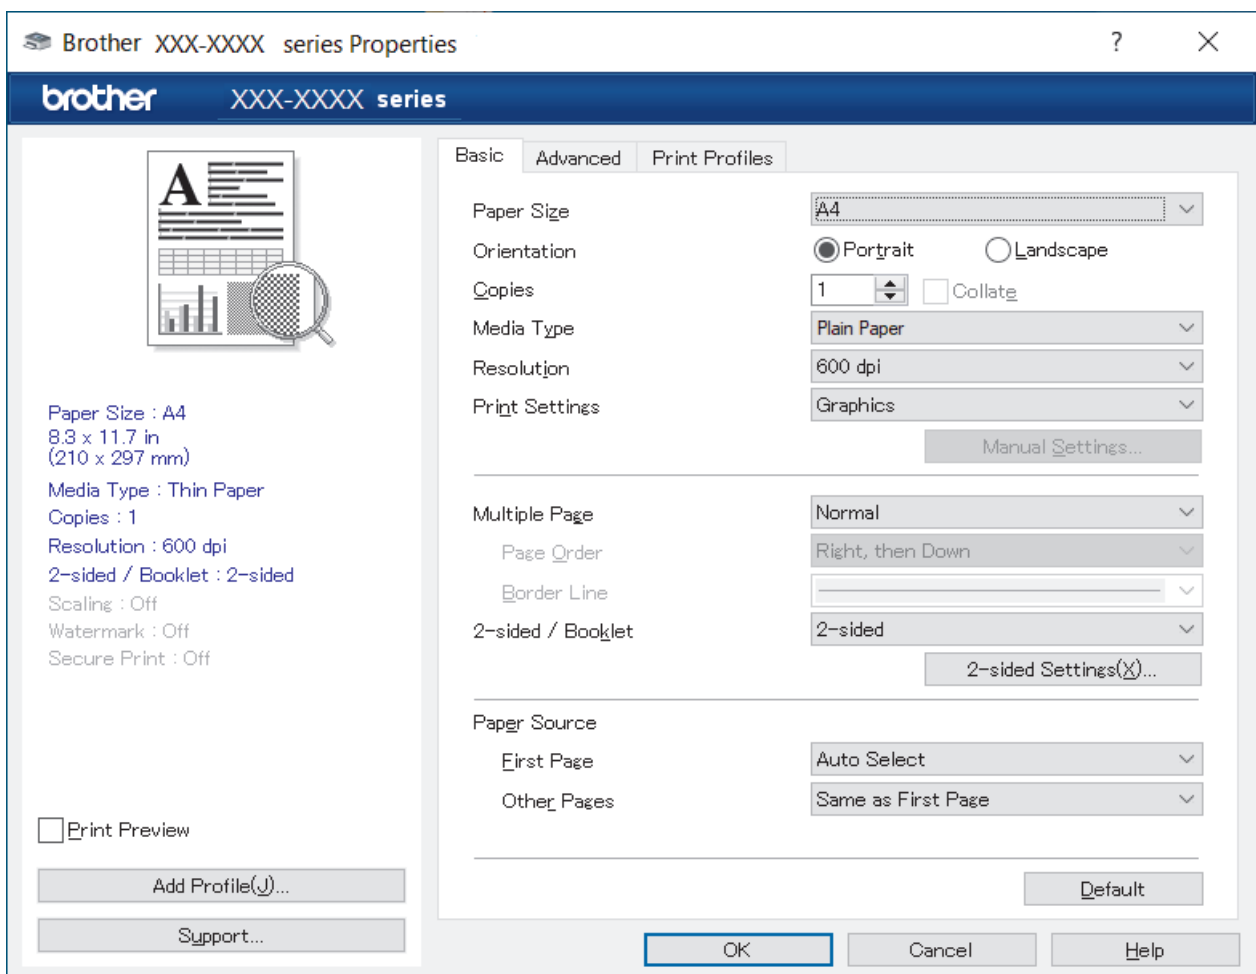 Brother XXX-XXXX series Properties
brother XXX-XXXX series
A
Paper Size : A4
8.3 x 11.7 in
(210 x 297 mm)
Media Type : Thin Paper
Copies : 1
Resolution : 600 dpi
2-sided / Booklet : 2-sided
Scaling : Off
Watermark : Off
Secure Print : Off
Print Preview
Add Profile(J)...
Support...
Basic Advanced Print Profiles
Paper Size A4
Orientation Portrait Landscape
Copies 1 Collate
Media Type Plain Paper
Resolution 600 dpi
Print Settings Graphics
Manual Settings...
Multiple Page Normal
Page Order Right, then Down
Border Line
2-sided / Booklet 2-sided
2-sided Settings(X)...
Paper Source
First Page Auto Select
Other Pages Same as First Page
Default
OK Cancel Help